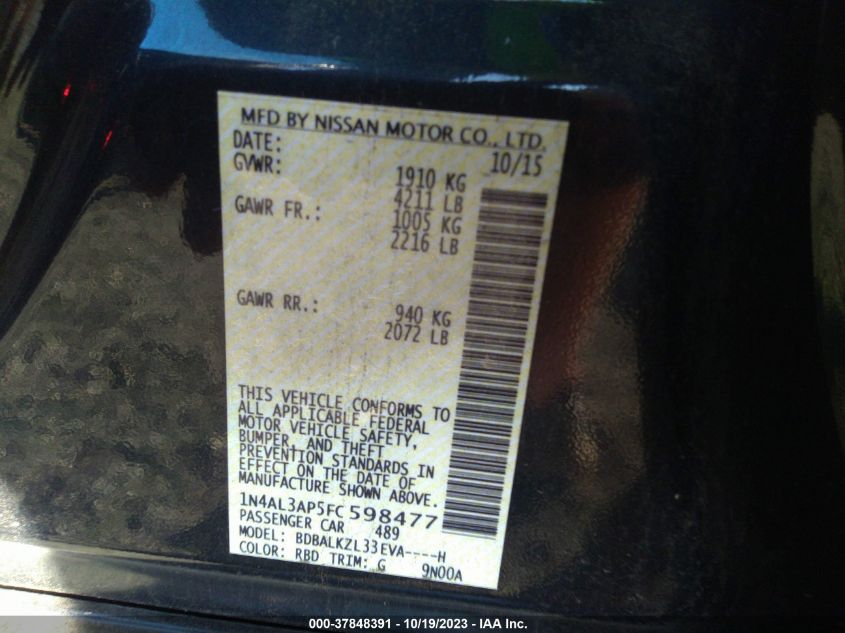 MFD BY NISSAN MOTOR CO., LTD.
DATE: 10/15
GVWR: 1910 KG
4211 LB
GAWR FR.: 1005 KG
2216 LB
GAWR RR.: 940 KG
2072 LB
THIS VEHICLE CONFORMS TO
ALL APPLICABLE FEDERAL
MOTOR VEHICLE SAFETY,
BUMPER, AND THEFT
PREVENTION STANDARDS IN
EFFECT ON THE DATE OF
MANUFACTURE SHOWN ABOVE.
1N4AL3AP5FC598477
PASSENGER CAR 489
MODEL: BDBALKZL33EVA----H
COLOR: RBD TRIM: G 9N00A
000-37848391 - 10/19/2023 - IAA Inc.